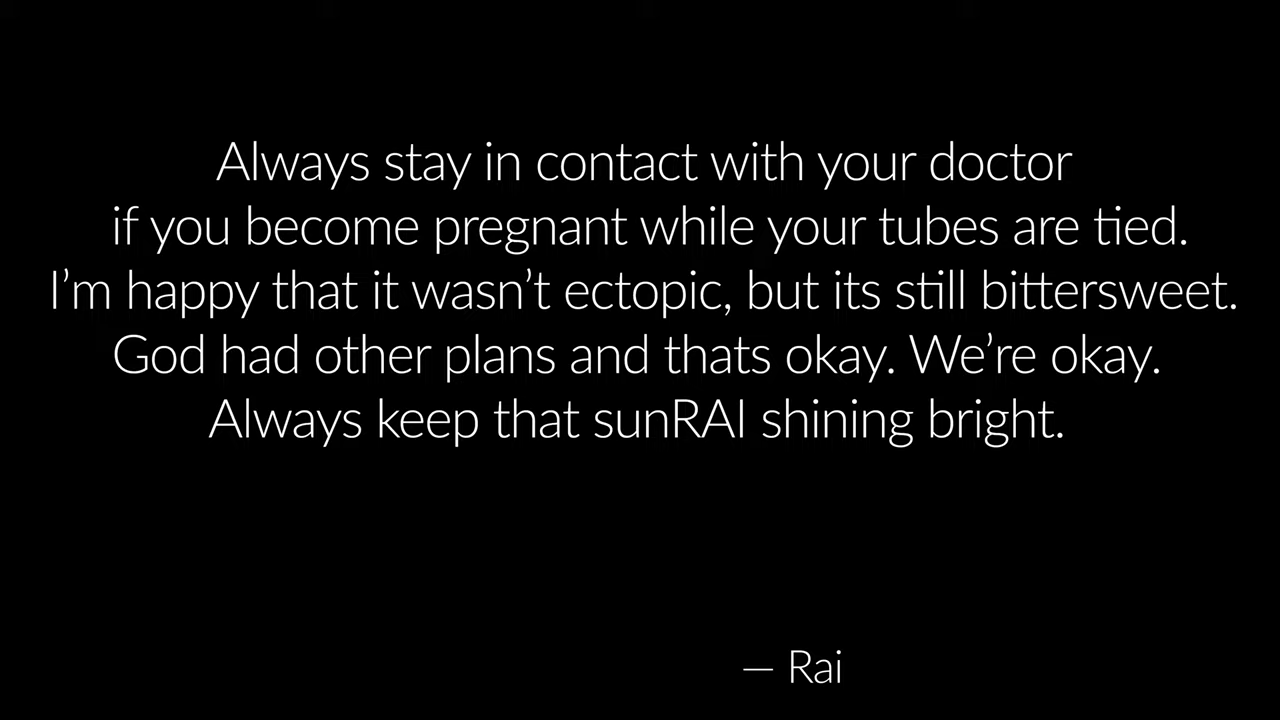 Always stay in contact with your doctor
if you become pregnant while your tubes are tied.
I’m happy that it wasn’t ectopic, but its still bittersweet.
God had other plans and thats okay. We’re okay.
Always keep that sunRAI shining bright.
— Rai